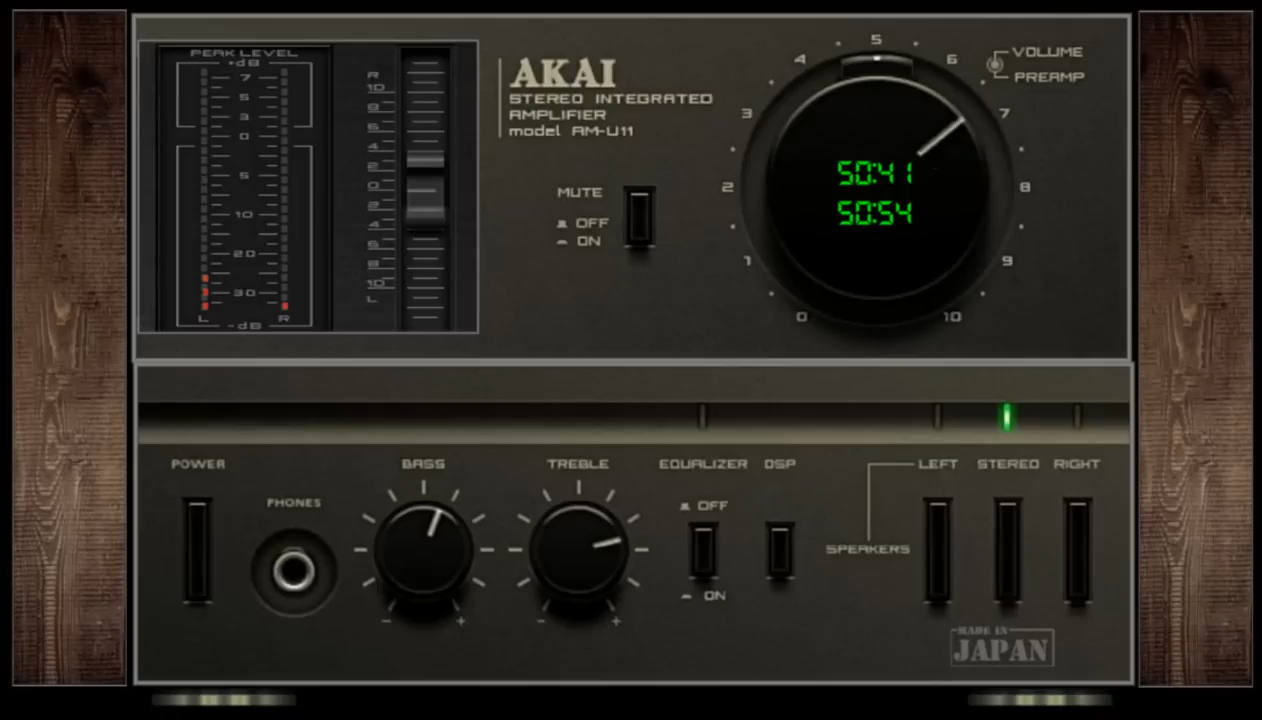 PEAK LEVEL
+dB
7
5
3
0
5
10
20
30
L R
-dB
R
10
8
6
4
2
0
2
4
6
8
10
L
AKAI
STEREO INTEGRATED
AMPLIFIER
model AM-U11
MUTE
OFF
ON
0 1 2 3 4 5 6 7 8 9 10
VOLUME
PREAMP
50:41
50:54
POWER
PHONES
BASS
- +
TREBLE
- +
EQUALIZER
OFF
ON
DSP
SPEAKERS
LEFT STEREO RIGHT
MADE IN
JAPAN